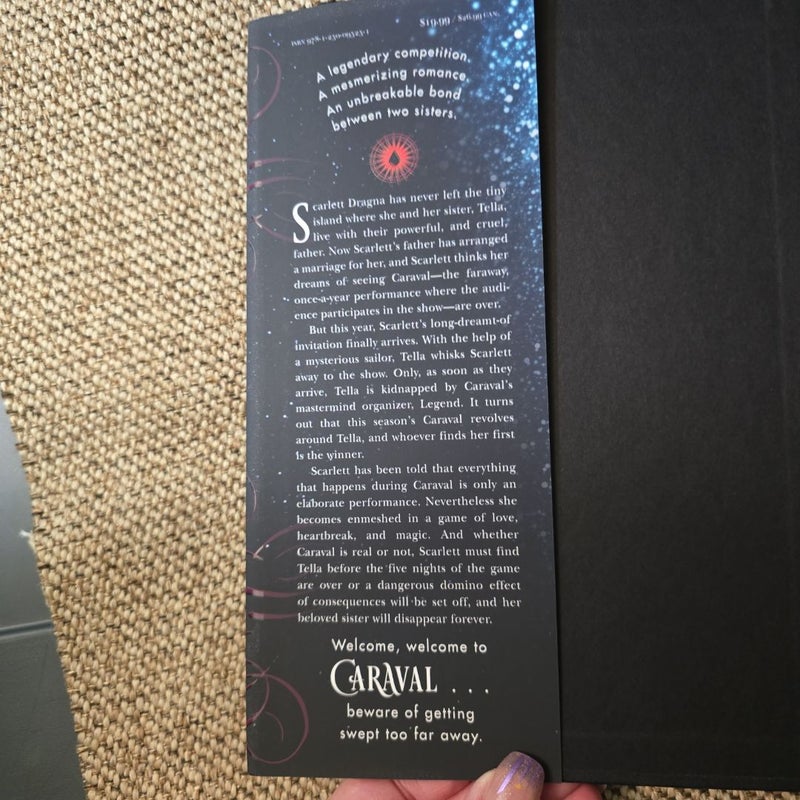 ISBN 978-1-250-09525-1
$19.99 / $26.99 CAN.
A legendary competition.
A mesmerizing romance.
An unbreakable bond
between two sisters.
Scarlett Dragna has never left the tiny
island where she and her sister, Tella,
live with their powerful, and cruel,
father. Now Scarlett's father has arranged
a marriage for her, and Scarlett thinks her
dreams of seeing Caraval—the faraway,
once-a-year performance where the audi-
ence participates in the show—are over.
But this year, Scarlett's long-dreamt-of
invitation finally arrives. With the help of
a mysterious sailor, Tella whisks Scarlett
away to the show. Only, as soon as they
arrive, Tella is kidnapped by Caraval's
mastermind organizer, Legend. It turns
out that this season's Caraval revolves
around Tella, and whoever finds her first
is the winner.
Scarlett has been told that everything
that happens during Caraval is only an
elaborate performance. Nevertheless she
becomes enmeshed in a game of love,
heartbreak, and magic. And whether
Caraval is real or not, Scarlett must find
Tella before the five nights of the game
are over or a dangerous domino effect
of consequences will be set off, and her
beloved sister will disappear forever.
Welcome, welcome to
CARAVAL . . .
beware of getting
swept too far away.